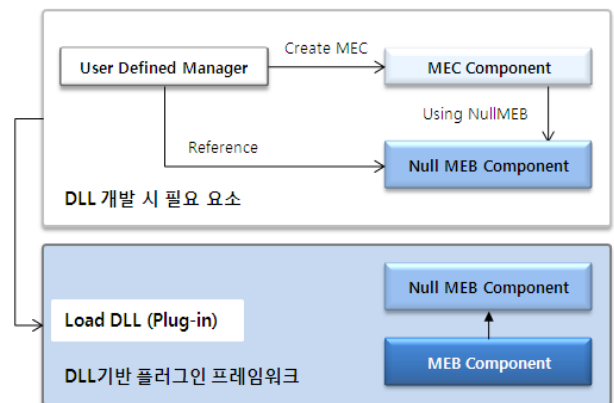 User Defined Manager
Create MEC
MEC Component
Using NullMEB
Reference
Null MEB Component
DLL 개발 시 필요 요소
Null MEB Component
Load DLL (Plug-in)
MEB Component
DLL기반 플러그인 프레임워크